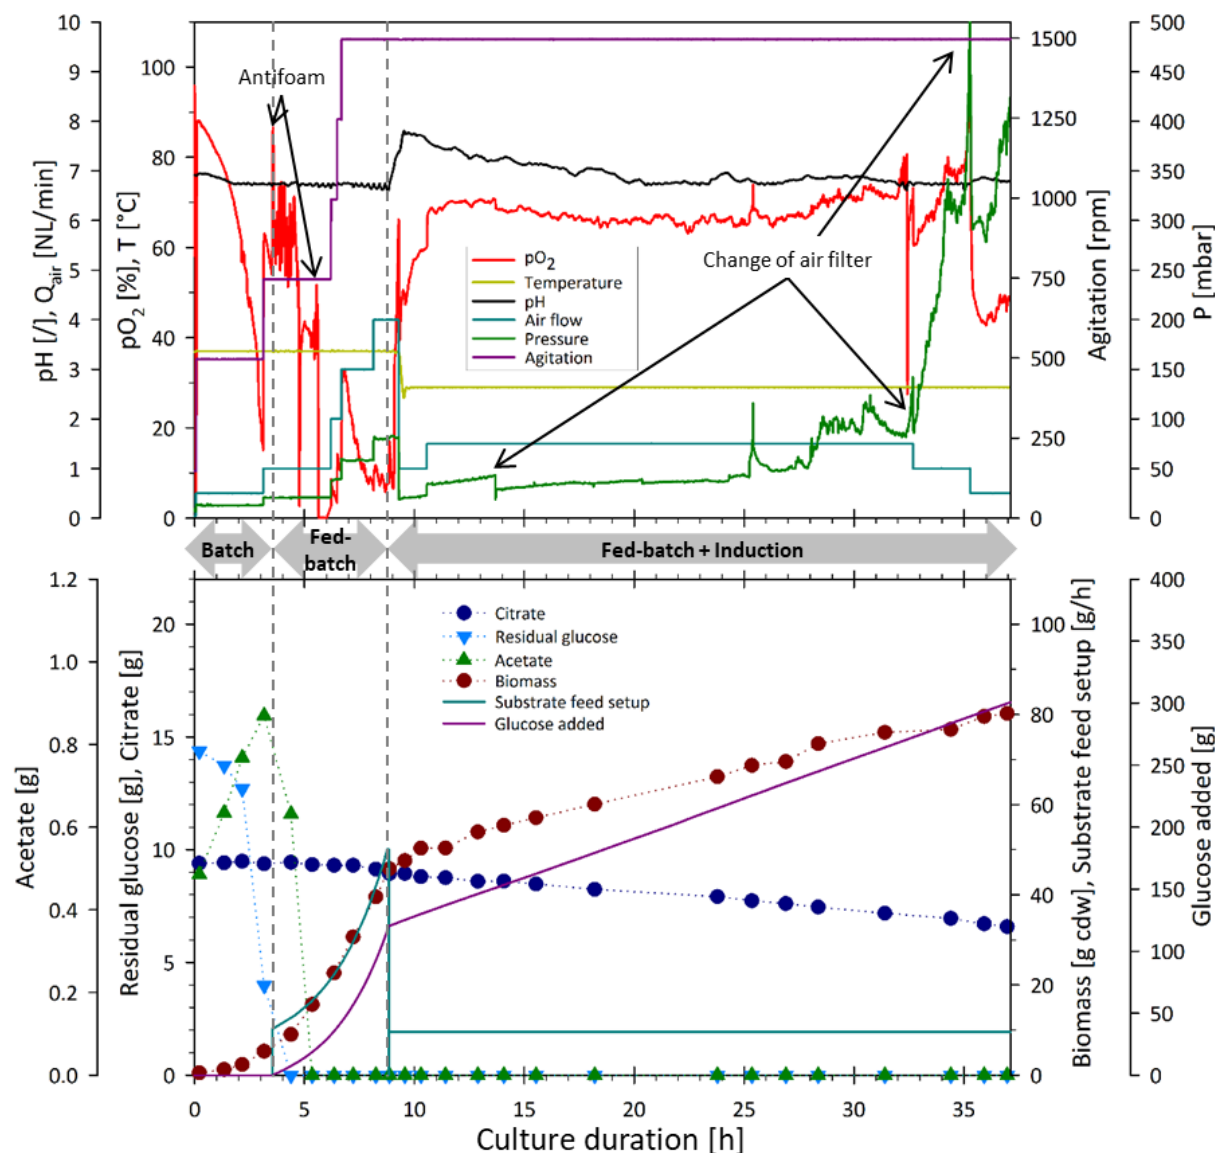 10
9
8
7
6
5
4
3
2
1
0
pH [/], Q_air [NL/min]
100
80
60
40
20
0
pO₂ [%], T [°C]
Antifoam
Change of air filter
pO₂
Temperature
pH
Air flow
Pressure
Agitation
1500
1250
1000
750
500
250
0
Agitation [rpm]
500
450
400
350
300
250
200
150
100
50
0
P [mbar]
Batch
Fed-
batch
Fed-batch + Induction
1.2
1.0
0.8
0.6
0.4
0.2
0.0
Acetate [g]
20
15
10
5
0
Residual glucose [g], Citrate [g]
Citrate
Residual glucose
Acetate
Biomass
Substrate feed setup
Glucose added
100
80
60
40
20
0
Biomass [g cdw], Substrate feed setup [g/h]
400
350
300
250
200
150
100
50
0
Glucose added [g]
0 5 10 15 20 25 30 35
Culture duration [h]